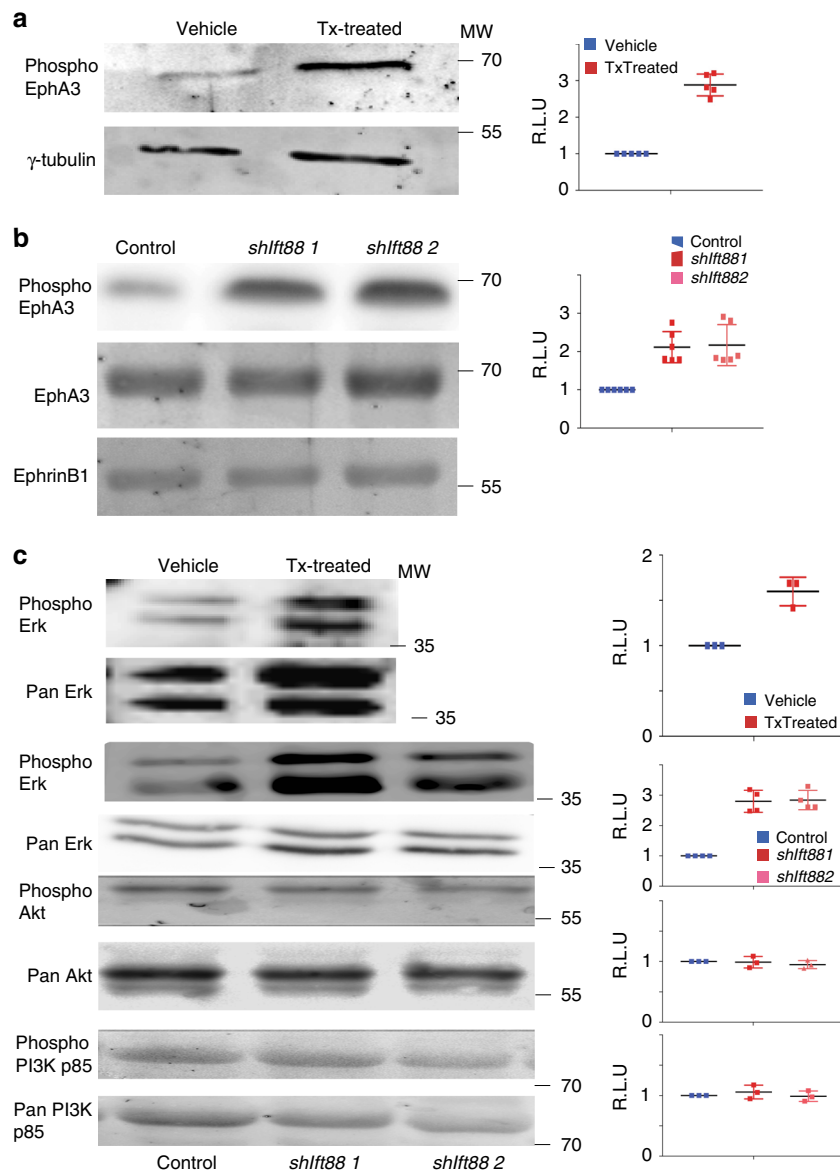 a
Vehicle Tx-treated MW
Phospho
EphA3
70
γ-tubulin
55
Vehicle
TxTreated
R.L.U
3
2
1
0
b
Control shIft88 1 shIft88 2
Phospho
EphA3
70
EphA3
70
EphrinB1
55
Control
shIft881
shIft882
R.L.U
3
2
1
0
c
Vehicle Tx-treated MW
Phospho
Erk
35
Pan Erk
35
Phospho
Erk
35
Pan Erk
35
Phospho
Akt
55
Pan Akt
55
Phospho
PI3K p85
70
Pan PI3K
p85
70
Control shIft88 1 shIft88 2
R.L.U
2
1
0
Vehicle
TxTreated
R.L.U
3
2
1
0
Control
shIft881
shIft882
R.L.U
1
0
R.L.U
1
0